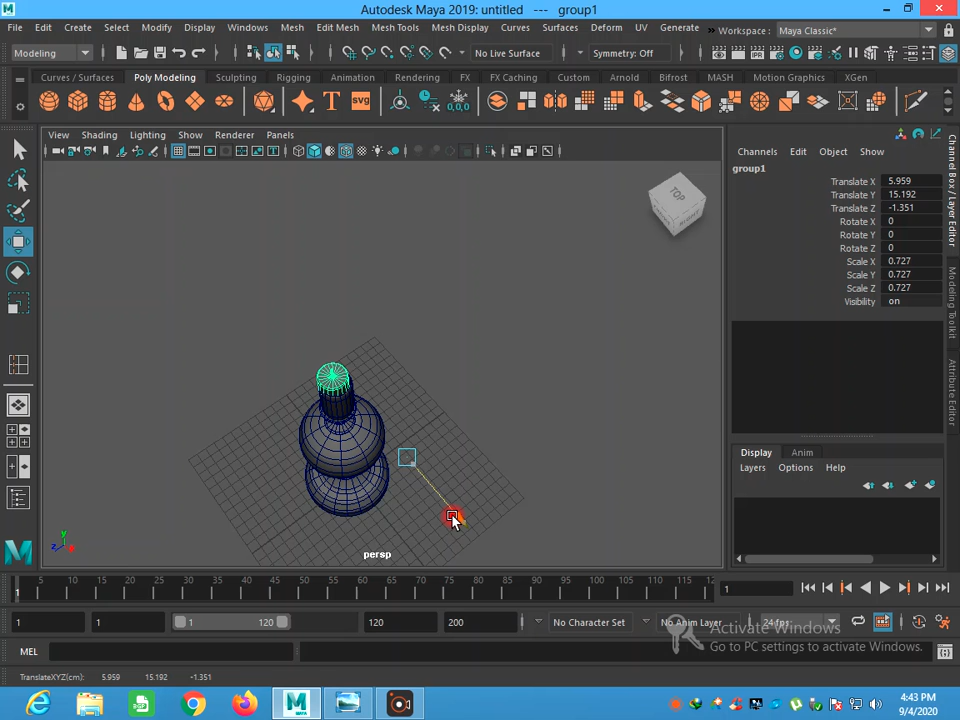 Autodesk Maya 2019: untitled --- group1
File Edit Create Select Modify Display Windows Mesh Edit Mesh Mesh Tools Mesh Display Curves Surfaces Deform UV Generate » Workspace : Maya Classic*
Modeling No Live Surface Symmetry: Off
Curves / Surfaces Poly Modeling Sculpting Rigging Animation Rendering FX FX Caching Custom Arnold Bifrost MASH Motion Graphics XGen
T svg 0,0,0
View Shading Lighting Show Renderer Panels
Channels Edit Object Show
group1
Translate X 5.959
Translate Y 15.192
Translate Z -1.351
Rotate X 0
Rotate Y 0
Rotate Z 0
Scale X 0.727
Scale Y 0.727
Scale Z 0.727
Visibility on
Channel Box / Layer Editor
Modeling Toolkit
Attribute Editor
TOP
Display Anim
Layers Options Help
y
z x
persp
1 5 10 15 20 25 30 35 40 45 50 55 60 65 70 75 80 85 90 95 100 105 110 115 12 1
1 1 1 120 120 200 No Character Set No Anim Layer 24 fps
Activate Windows
Go to PC settings to activate Windows.
MEL
TranslateXYZ(cm): 5.959 15.192 -1.351
4:43 PM
9/4/2020